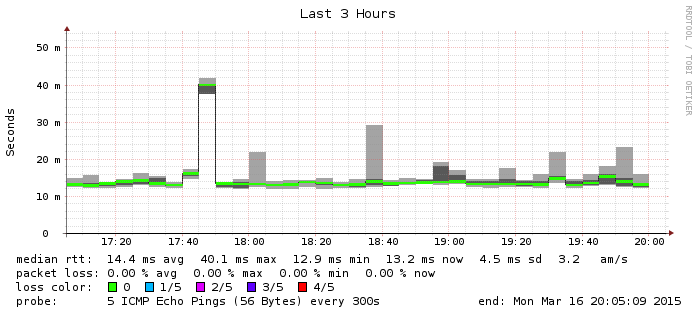 Last 3 Hours
RRDTOOL / TOBI OETIKER
Seconds
50 m
40 m
30 m
20 m
10 m
0
17:20 17:40 18:00 18:20 18:40 19:00 19:20 19:40 20:00
median rtt: 14.4 ms avg 40.1 ms max 12.9 ms min 13.2 ms now 4.5 ms sd 3.2 am/s
packet loss: 0.00 % avg 0.00 % max 0.00 % min 0.00 % now
loss color: 0 1/5 2/5 3/5 4/5
probe: 5 ICMP Echo Pings (56 Bytes) every 300s end: Mon Mar 16 20:05:09 2015